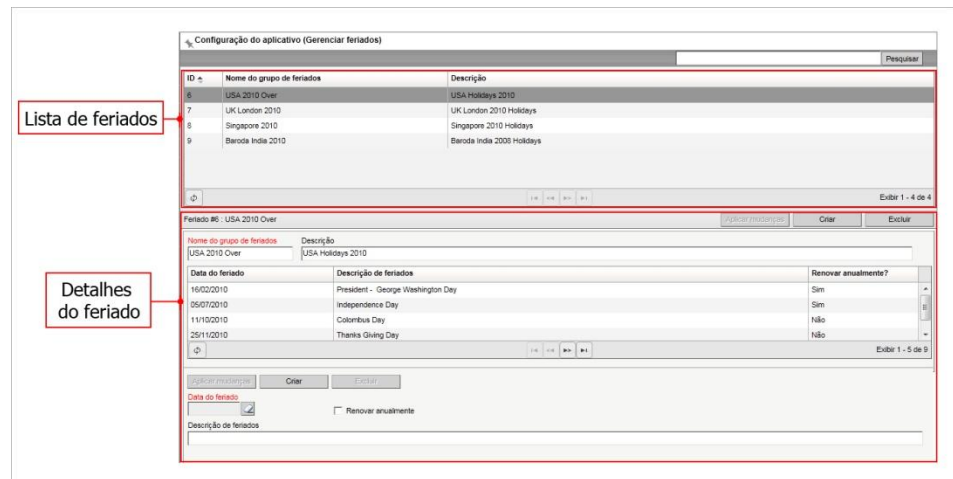 Configuração do aplicativo (Gerenciar feriados)
Pesquisar
ID Nome do grupo de feriados Descrição
6 USA 2010 Over USA Holidays 2010
7 UK London 2010 UK London 2010 Holidays
8 Singapore 2010 Singapore 2010 Holidays
9 Baroda India 2010 Baroda India 2008 Holidays
Lista de feriados
Exibir 1 - 4 de 4
Feriado #6 : USA 2010 Over Aplicar mudanças Criar Excluir
Nome do grupo de feriados Descrição
USA 2010 Over USA Holidays 2010
Data do feriado Descrição de feriados Renovar anualmente?
16/02/2010 President - George Washington Day Sim
05/07/2010 Independence Day Sim
11/10/2010 Colombus Day Não
25/11/2010 Thanks Giving Day Não
Detalhes
do feriado
Exibir 1 - 5 de 9
Aplicar mudanças Criar Excluir
Data do feriado
Renovar anualmente
Descrição de feriados